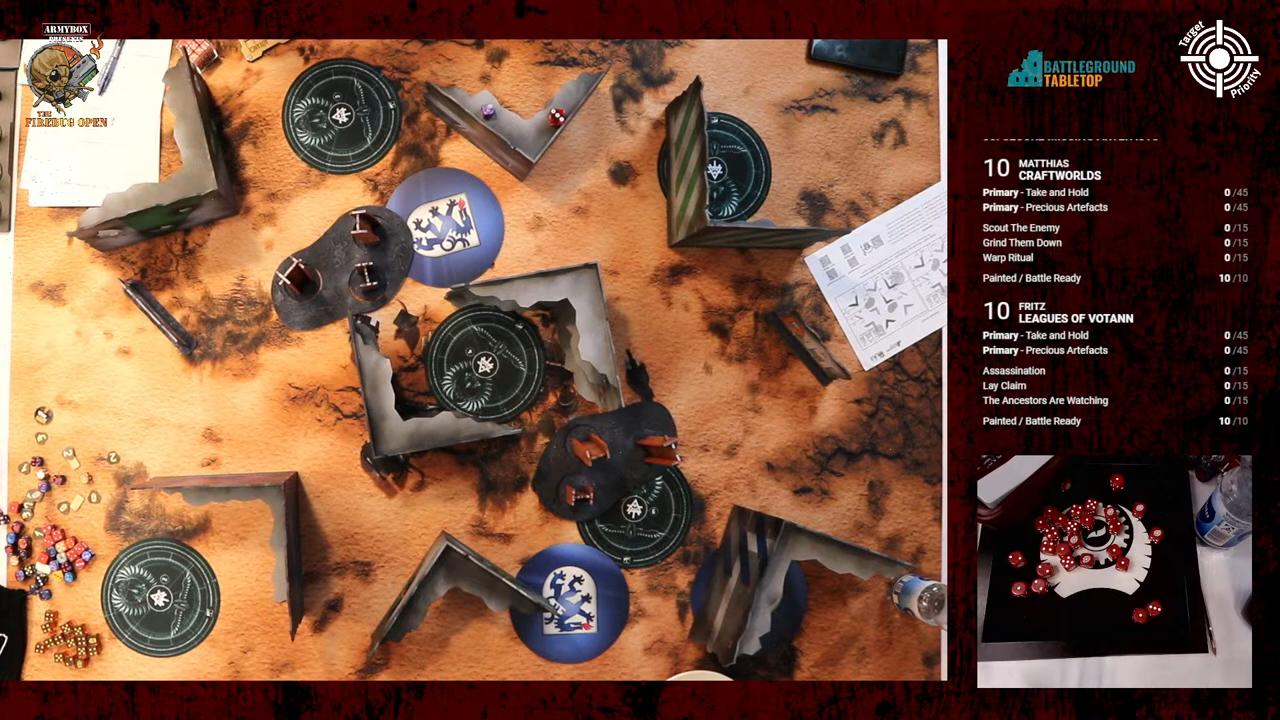 ARMYBOX
PRESENTS
THE
FIREBUG OPEN
BATTLEGROUND
TABLETOP
Target
Priority
10 MATTHIAS
CRAFTWORLDS
Primary - Take and Hold 0 /45
Primary - Precious Artefacts 0 /45
Scout The Enemy 0 /15
Grind Them Down 0 /15
Warp Ritual 0 /15
Painted / Battle Ready 10 /10
10 FRITZ
LEAGUES OF VOTANN
Primary - Take and Hold 0 /45
Primary - Precious Artefacts 0 /45
Assassination 0 /15
Lay Claim 0 /15
The Ancestors Are Watching 0 /15
Painted / Battle Ready 10 /10